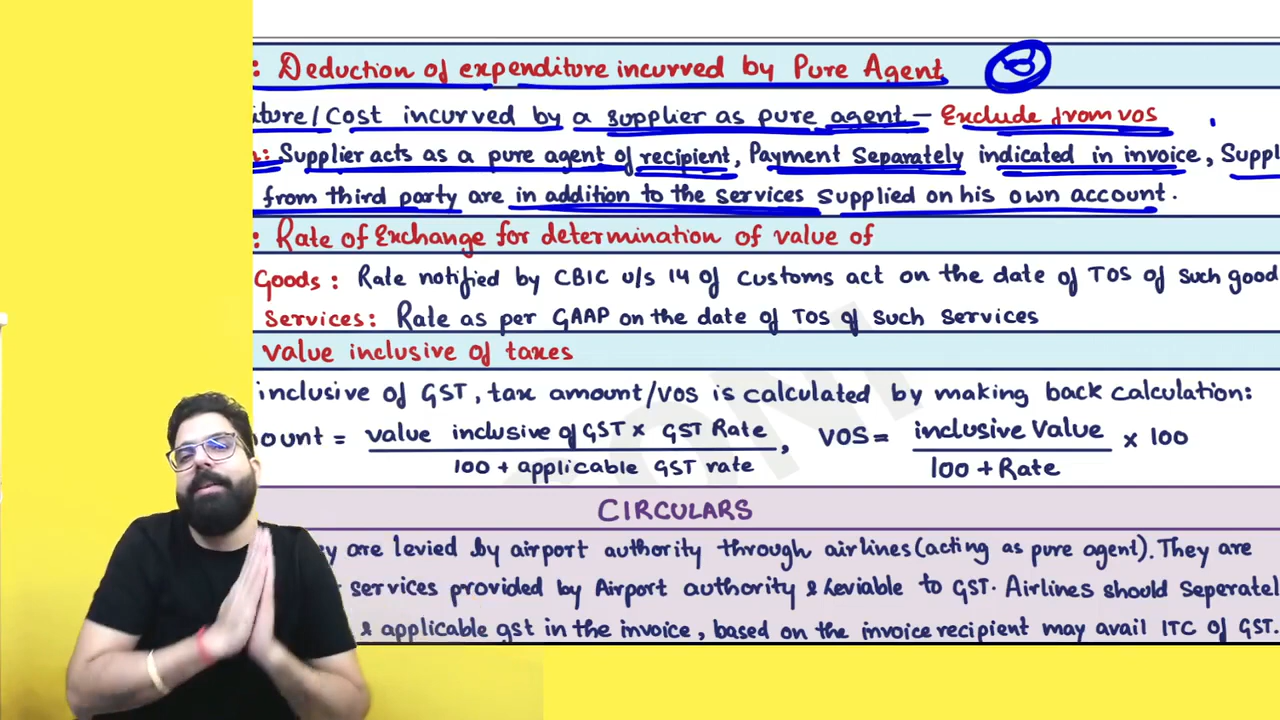 : Deduction of expenditure incurred by Pure Agent
iture/Cost incurred by a supplier as pure agent – Exclude from VOS
n: Supplier acts as a pure agent of recipient, Payment Separately indicated in invoice, Suppl
from third party are in addition to the services Supplied on his own account.
: Rate of Exchange for determination of value of
Goods: Rate notified by CBIC u/s 14 of Customs act on the date of TOS of such good
Services: Rate as per GAAP on the date of TOS of Such Services
Value inclusive of taxes
inclusive of GST, tax amount/VOS is calculated by making back calculation:
ount = value inclusive of GST x GST Rate / 100 + applicable GST rate, VOS = inclusive Value / 100 + Rate x 100
CIRCULARS
ey are levied by airport authority through airlines (acting as pure agent). They are
services provided by Airport authority & leviable to GST. Airlines should Seperatel
& applicable gst in the invoice, based on the invoice recipient may avail ITC of GST.